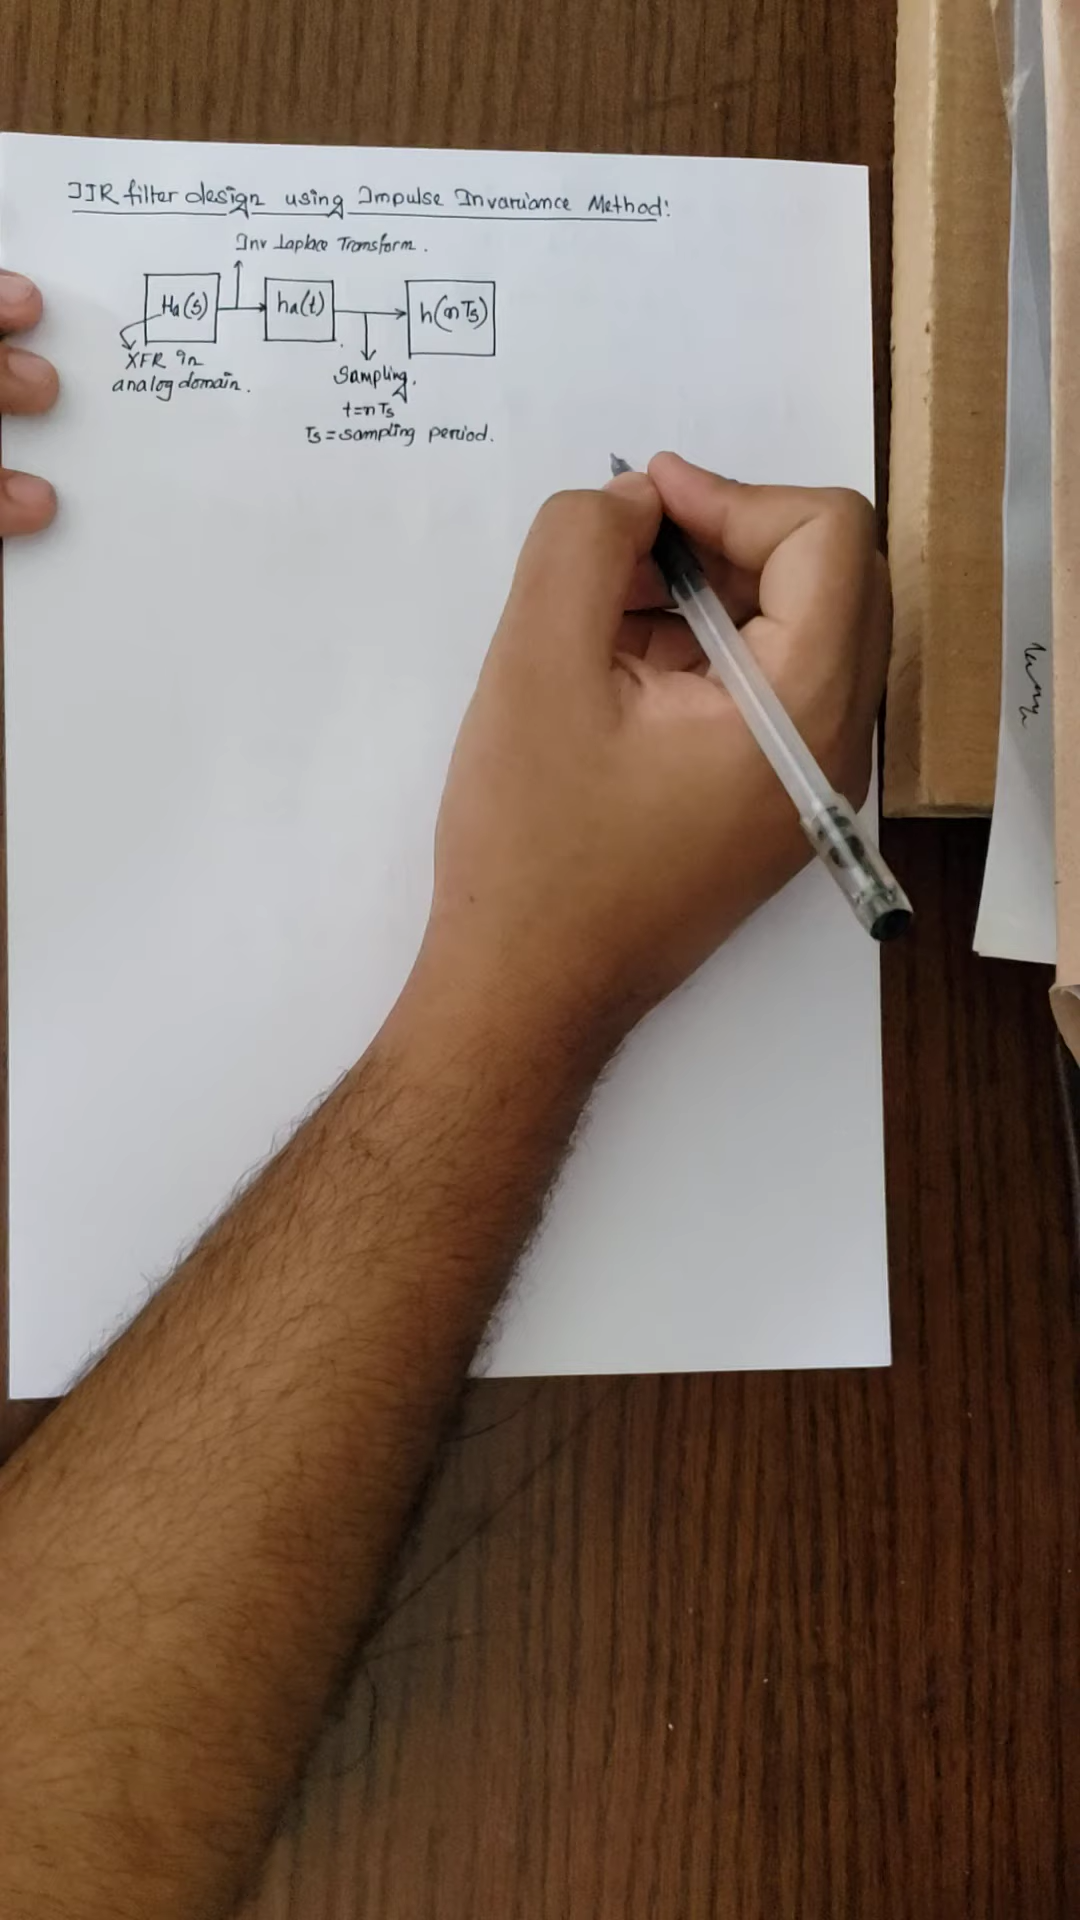 IIR filter design using Impulse Invariance Method:
Inv Laplace Transform.
Ha(s) ha(t) h(nTs)
XFR in
analog domain.
Sampling.
t=nTs
Ts = sampling period.